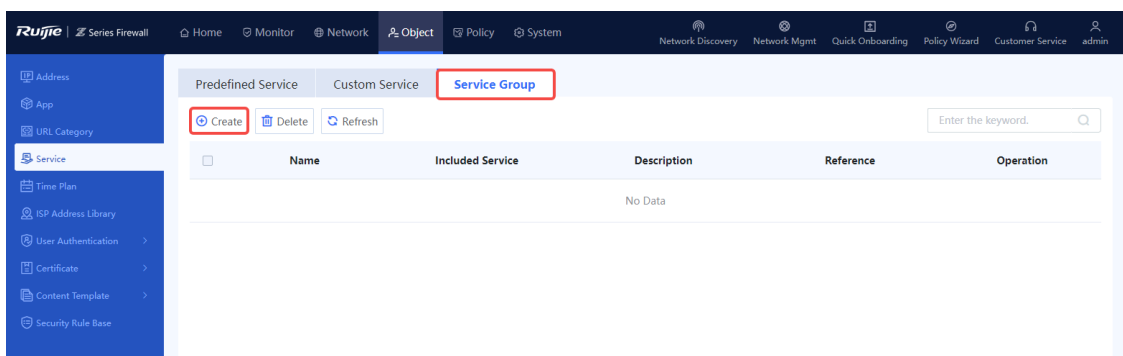 Ruijie | Z Series Firewall Home Monitor Network Object Policy System Network Discovery Network Mgmt Quick Onboarding Policy Wizard Customer Service admin
Address
App
URL Category
Service
Time Plan
ISP Address Library
User Authentication
Certificate
Content Template
Security Rule Base
Predefined Service Custom Service Service Group
Create Delete Refresh Enter the keyword.
Name Included Service Description Reference Operation
No Data